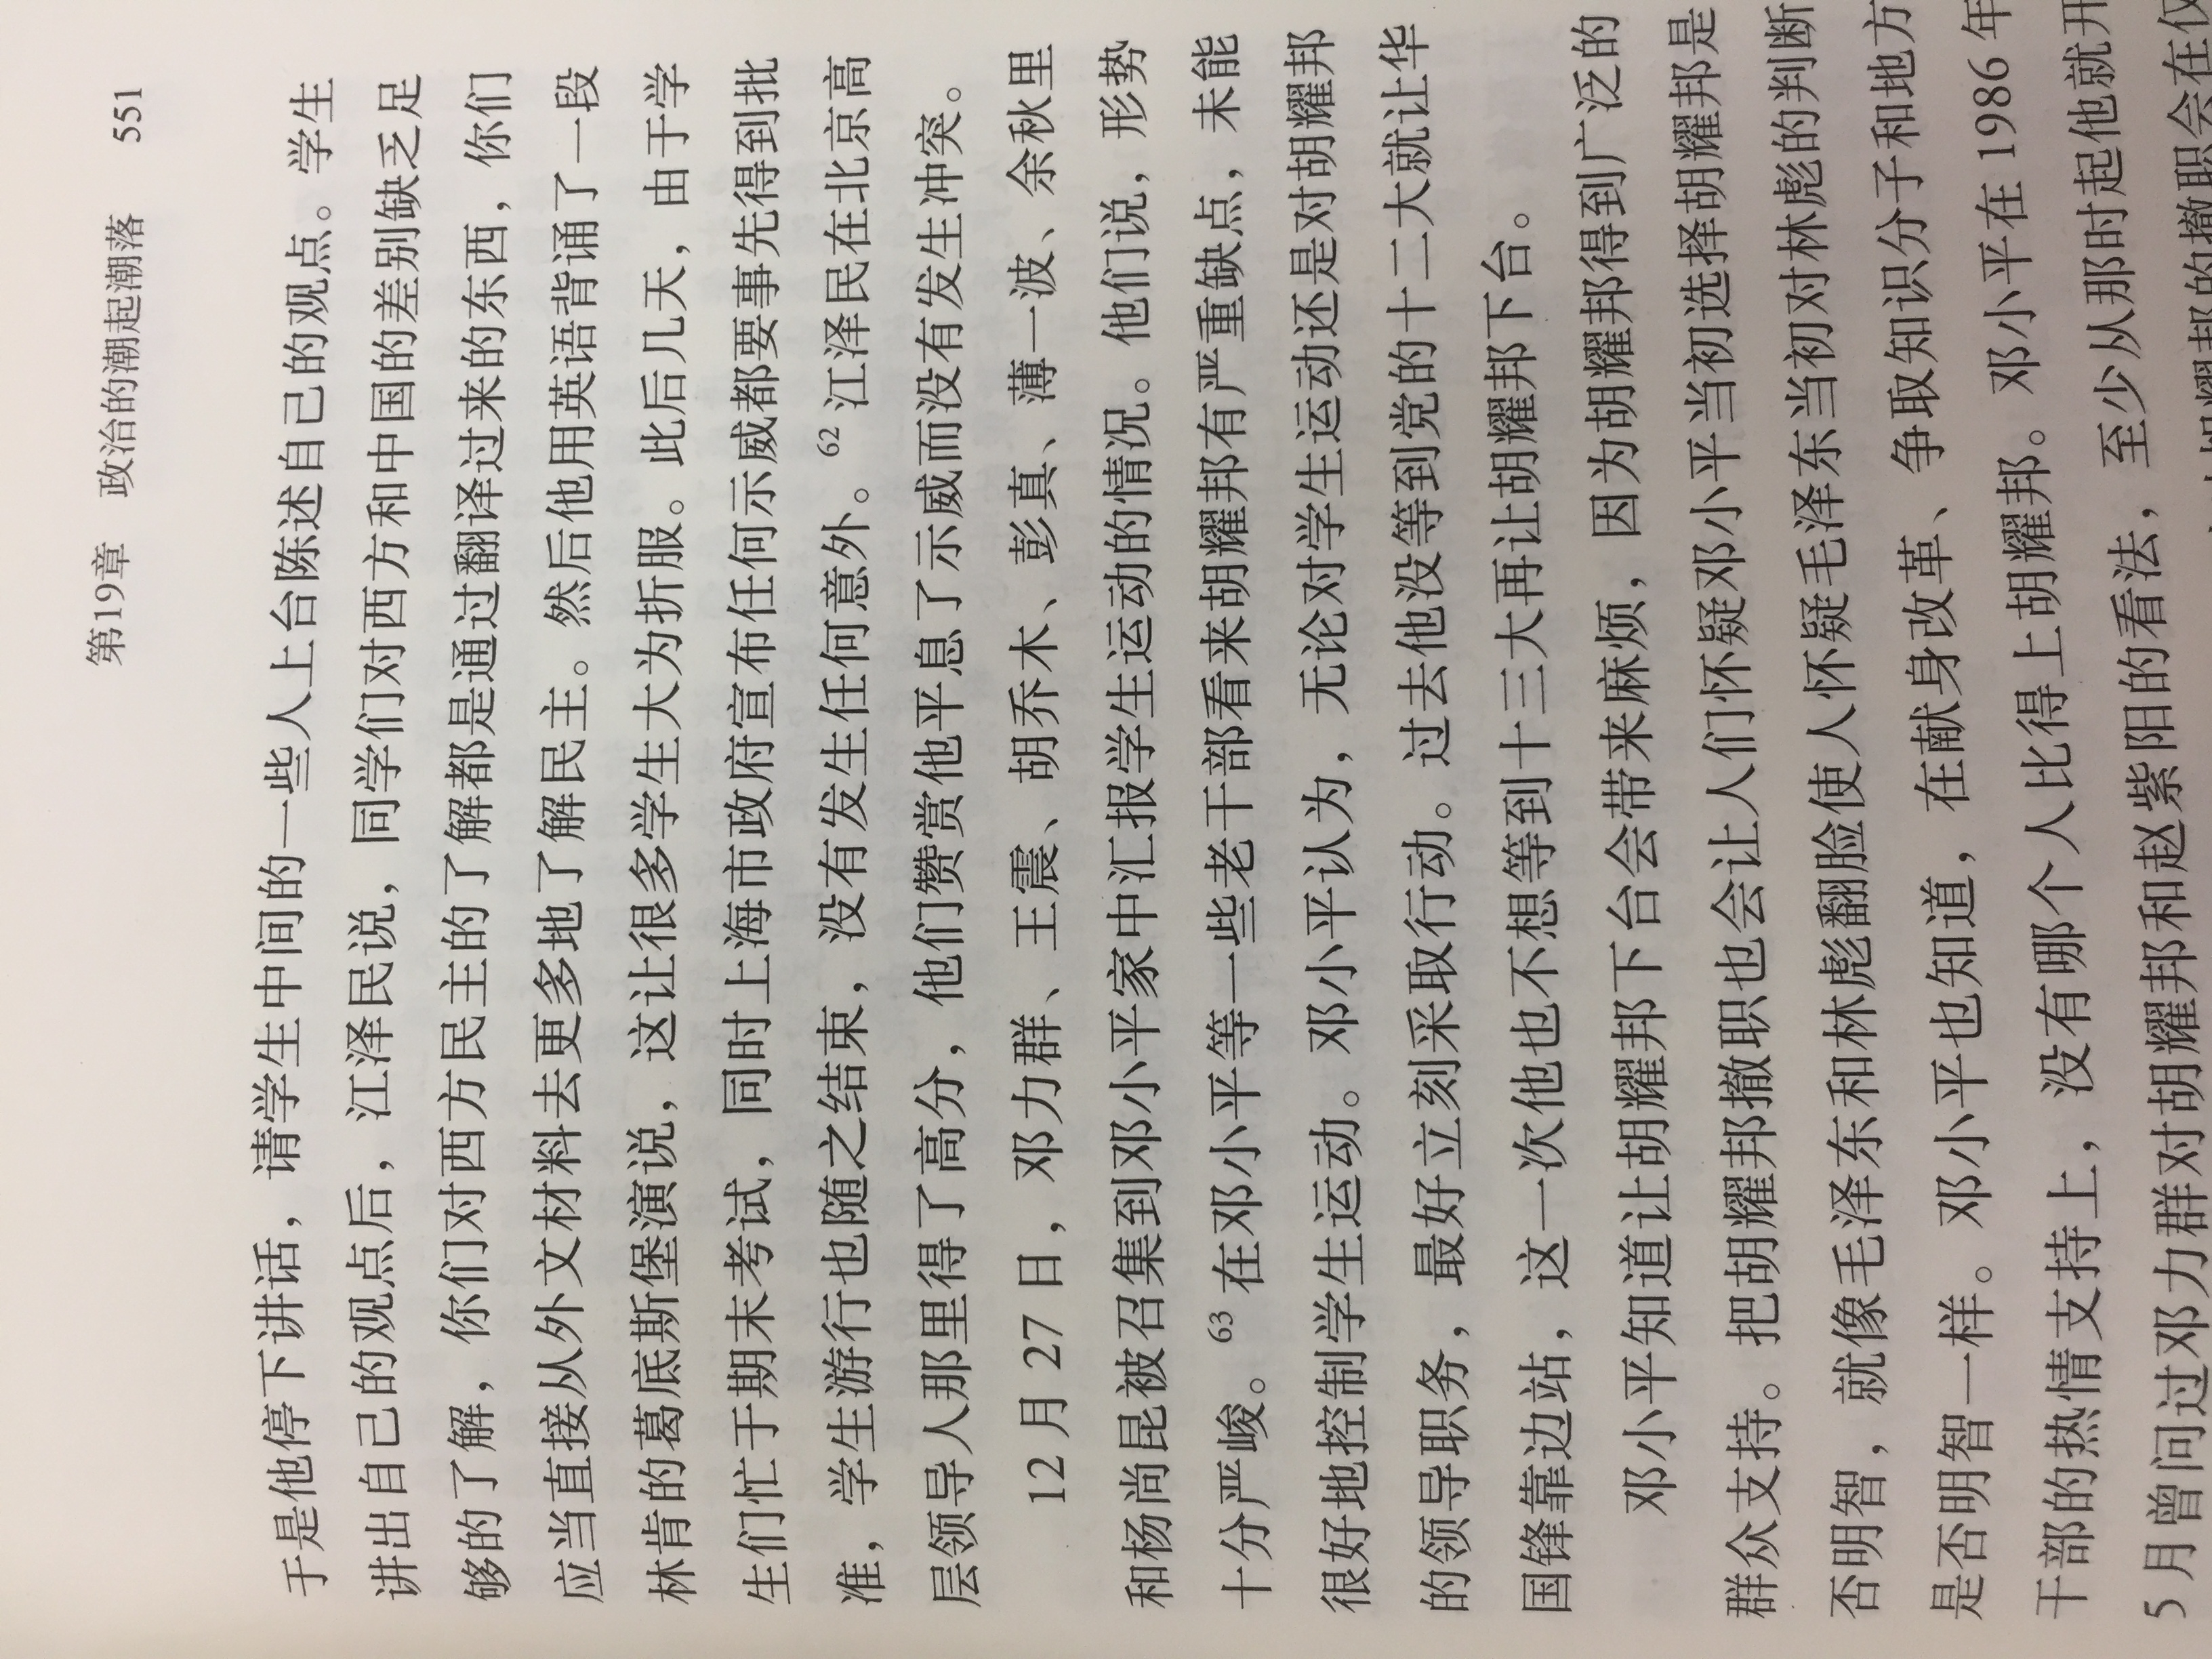 第19章　政治的潮起潮落　551
于是他停下讲话，请学生中间的一些人上台陈述自己的观点。学生
讲出自己的观点后，江泽民说，同学们对西方和中国的差别缺乏足
够的了解，你们对西方民主的了解都是通过翻译过来的东西，你们
应当直接从外文材料去更多地了解民主。然后他用英语背诵了一段
林肯的葛底斯堡演说，这让很多学生大为折服。此后几天，由于学
生们忙于期末考试，同时上海市政府宣布任何示威都要事先得到批
准，学生游行也随之结束，没有发生任何意外。62 江泽民在北京高
层领导人那里得了高分，他们赞赏他平息了示威而没有发生冲突。
12 月 27 日，邓力群、王震、胡乔木、彭真、薄一波、余秋里
和杨尚昆被召集到邓小平家中汇报学生运动的情况。他们说，形势
十分严峻。63 在邓小平等一些老干部看来胡耀邦有严重缺点，未能
很好地控制学生运动。邓小平认为，无论对学生运动还是对胡耀邦
的领导职务，最好立刻采取行动。过去他没等到党的十二大就让华
国锋靠边站，这一次他也不想等到十三大再让胡耀邦下台。
邓小平知道让胡耀邦下台会带来麻烦，因为胡耀邦得到广泛的
群众支持。把胡耀邦撤职也会让人们怀疑邓小平当初选择胡耀邦是
否明智，就像毛泽东和林彪翻脸使人怀疑毛泽东当初对林彪的判断
是否明智一样。邓小平也知道，在献身改革、争取知识分子和地方
干部的热情支持上，没有哪个人比得上胡耀邦。邓小平在 1986 年
5 月曾问过邓力群对胡耀邦和赵紫阳的看法，至少从那时起他就开
胡耀邦的撤职会在仅